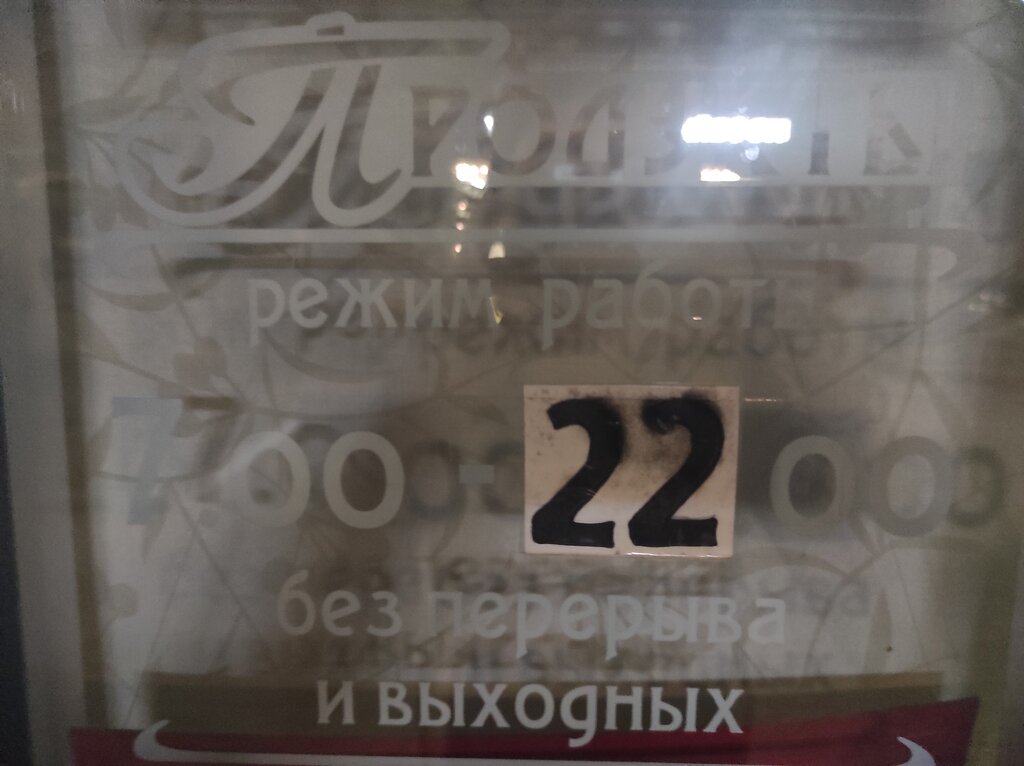 Продукты
режим работы
7.00 - 22.00
без перерыва
и выходных